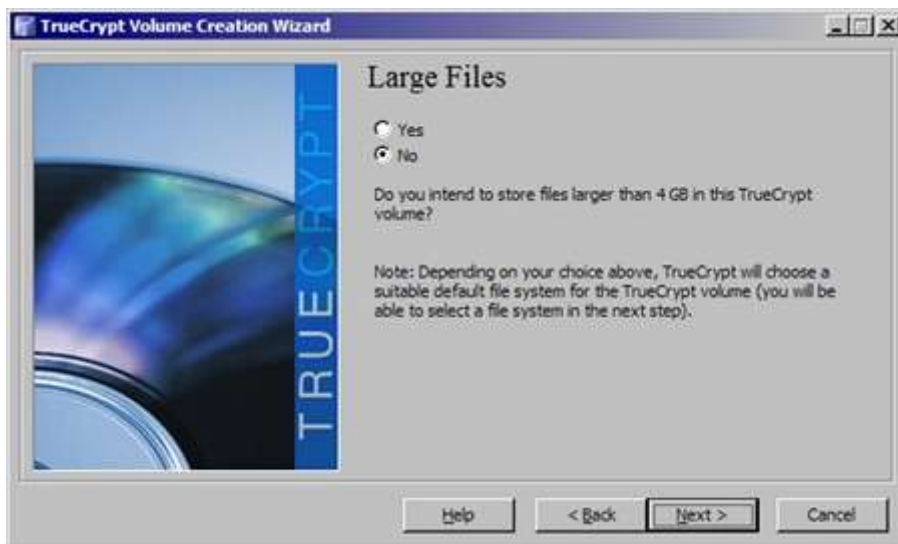 TrueCrypt Volume Creation Wizard
TRUECRYPT
Large Files
Yes
No
Do you intend to store files larger than 4 GB in this TrueCrypt
volume?
Note: Depending on your choice above, TrueCrypt will choose a
suitable default file system for the TrueCrypt volume (you will be
able to select a file system in the next step).
Help
< Back
Next >
Cancel